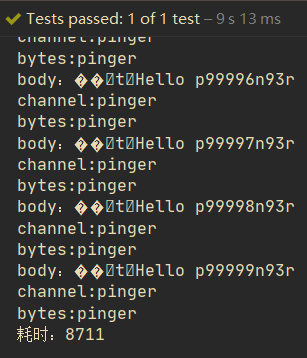 Tests passed: 1 of 1 test – 9 s 13 ms
channel:pinger
bytes:pinger
body：��␀t␀Hello p99996n93r
channel:pinger
bytes:pinger
body：��␀t␀Hello p99997n93r
channel:pinger
bytes:pinger
body：��␀t␀Hello p99998n93r
channel:pinger
bytes:pinger
body：��␀t␀Hello p99999n93r
channel:pinger
bytes:pinger
耗时：8711